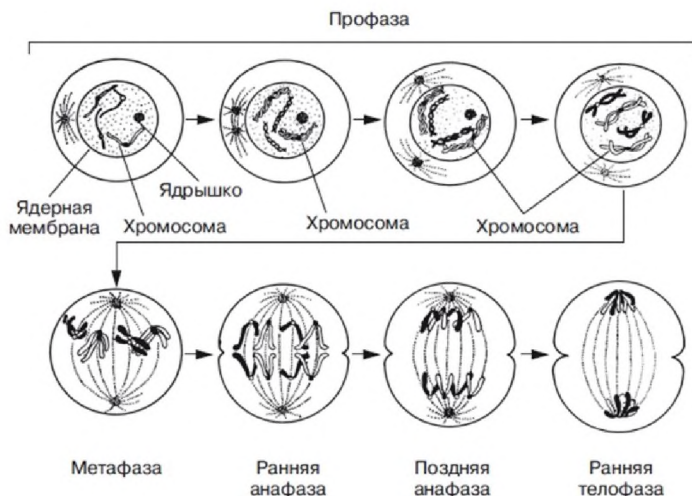 Профаза
Ядерная
мембрана
Хромосома
Ядрышко
Хромосома
Хромосома
Метафаза
Ранняя
анафаза
Поздняя
анафаза
Ранняя
телофаза